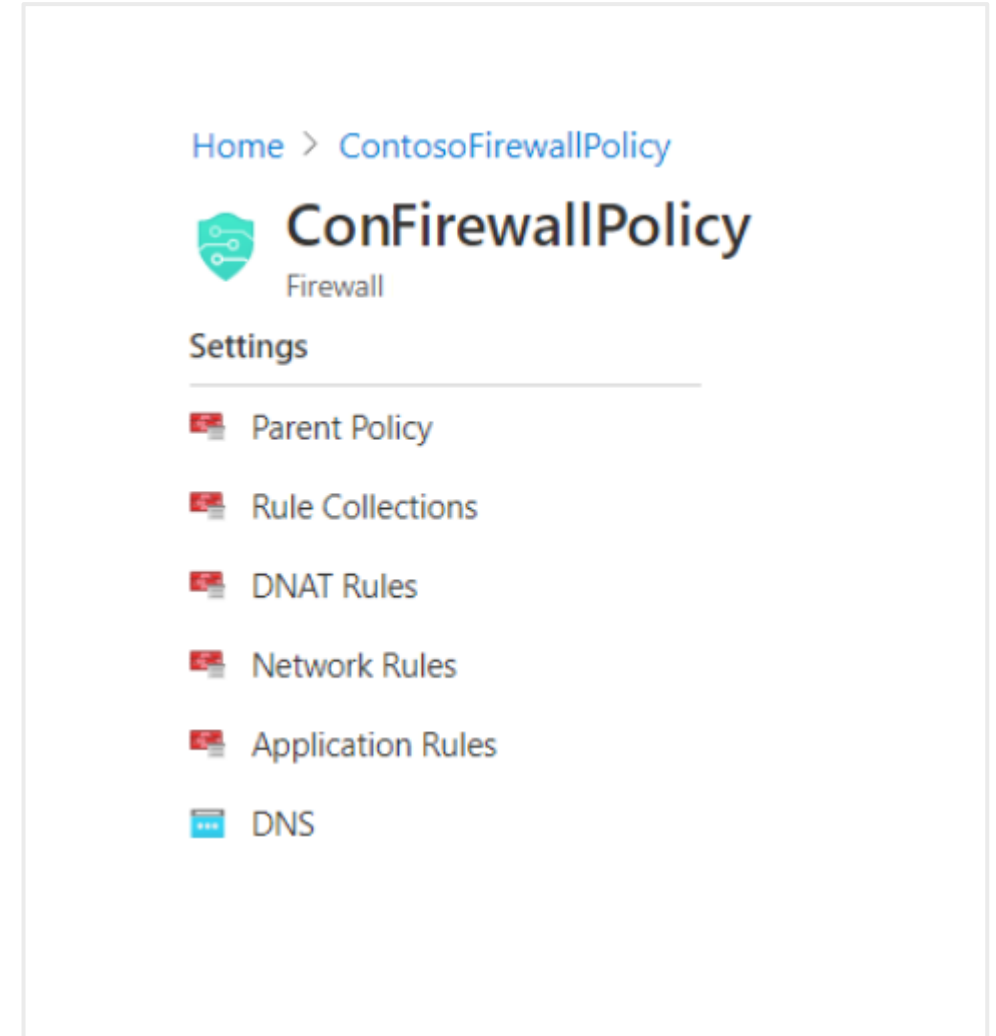 Home > ContosoFirewallPolicy
ConFirewallPolicy
Firewall
Settings
Parent Policy
Rule Collections
DNAT Rules
Network Rules
Application Rules
DNS